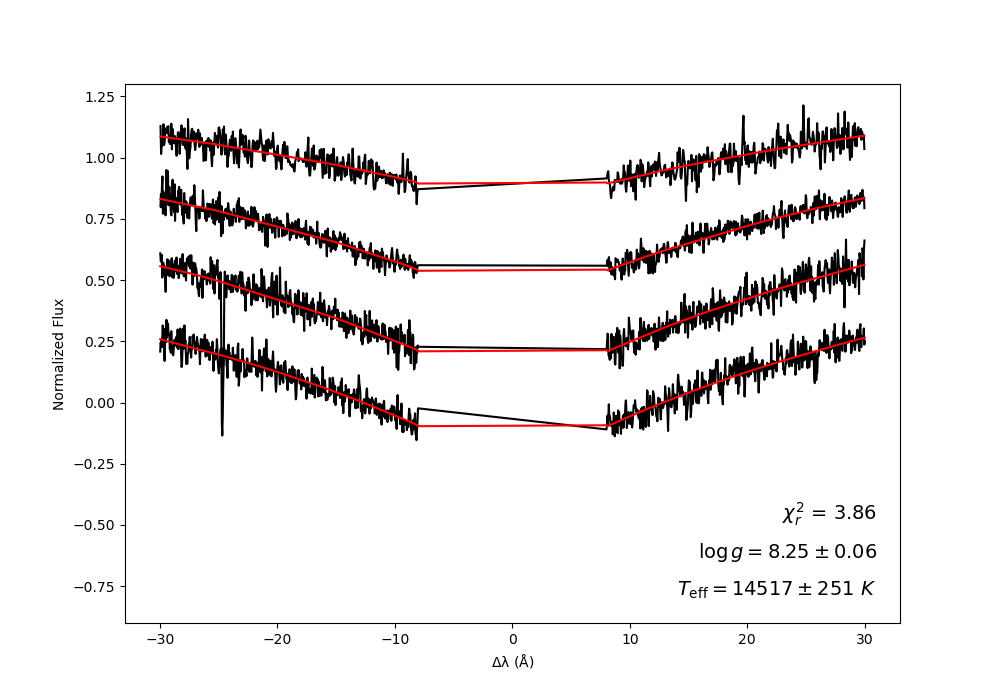 1.25
1.00
0.75
0.50
0.25
0.00
−0.25
−0.50
−0.75
Normalized Flux
χ²ᵣ = 3.86
log g = 8.25 ± 0.06
T_eff = 14517 ± 251 K
−30 −20 −10 0 10 20 30
Δλ (Å)